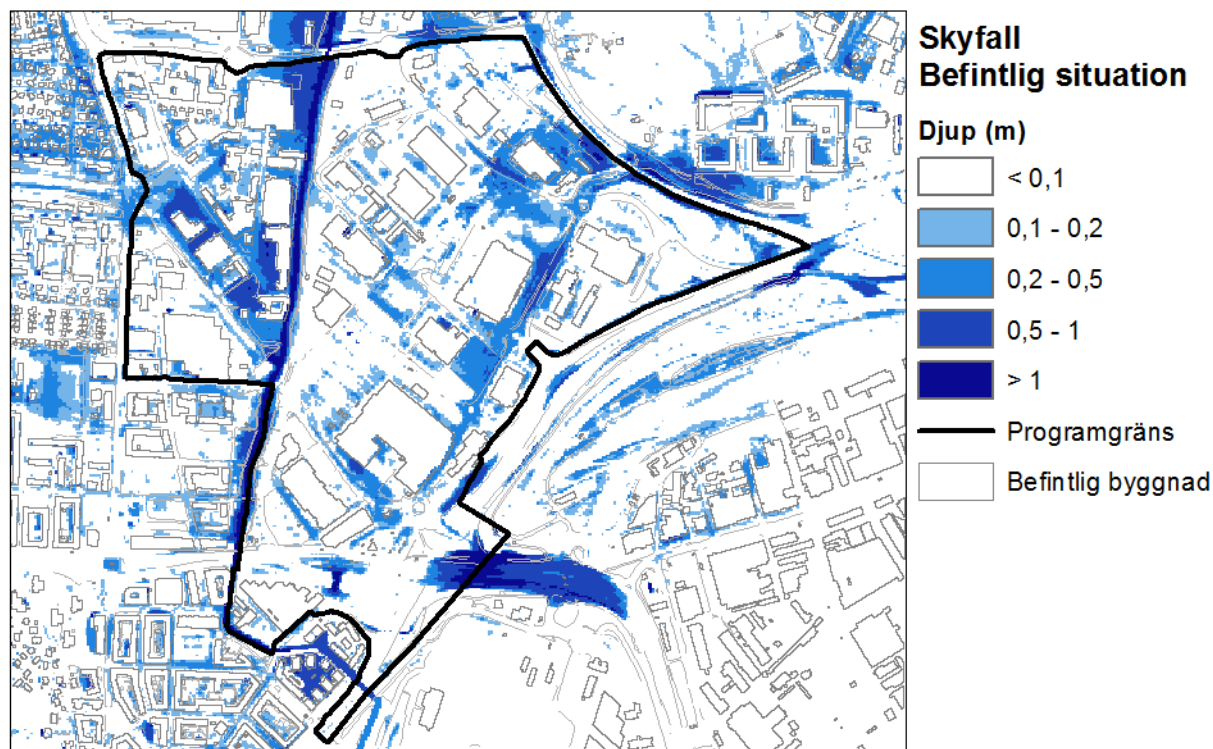 Skyfall
Befintlig situation
Djup (m)
< 0,1
0,1 - 0,2
0,2 - 0,5
0,5 - 1
> 1
Programgräns
Befintlig byggnad